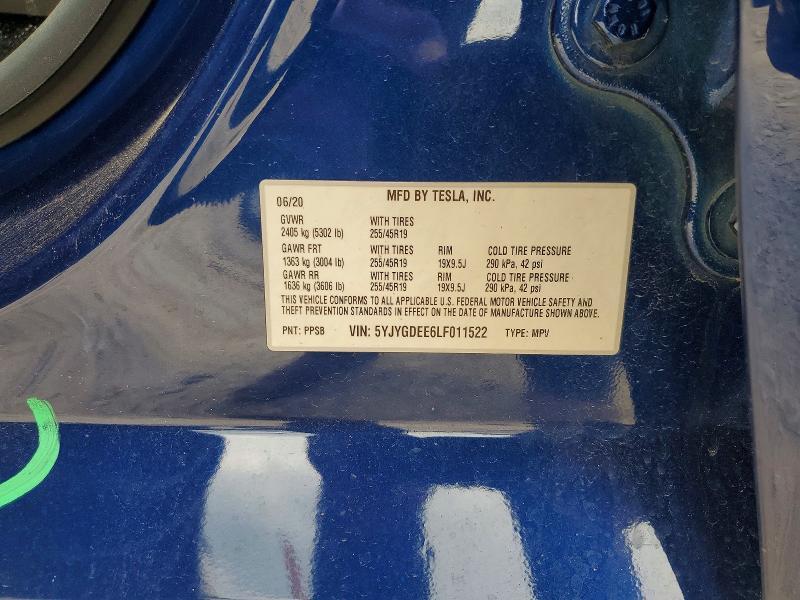 MFD BY TESLA, INC.
06/20
GVWR WITH TIRES
2405 kg (5302 lb) 255/45R19
GAWR FRT WITH TIRES RIM COLD TIRE PRESSURE
1363 kg (3004 lb) 255/45R19 19X9.5J 290 kPa, 42 psi
GAWR RR WITH TIRES RIM COLD TIRE PRESSURE
1636 kg (3606 lb) 255/45R19 19X9.5J 290 kPa, 42 psi
THIS VEHICLE CONFORMS TO ALL APPLICABLE U.S. FEDERAL MOTOR VEHICLE SAFETY AND
THEFT PREVENTION STANDARDS IN EFFECT ON THE DATE OF MANUFACTURE SHOWN ABOVE.
PNT: PPSB VIN: 5YJYGDEE6LF011522 TYPE: MPV